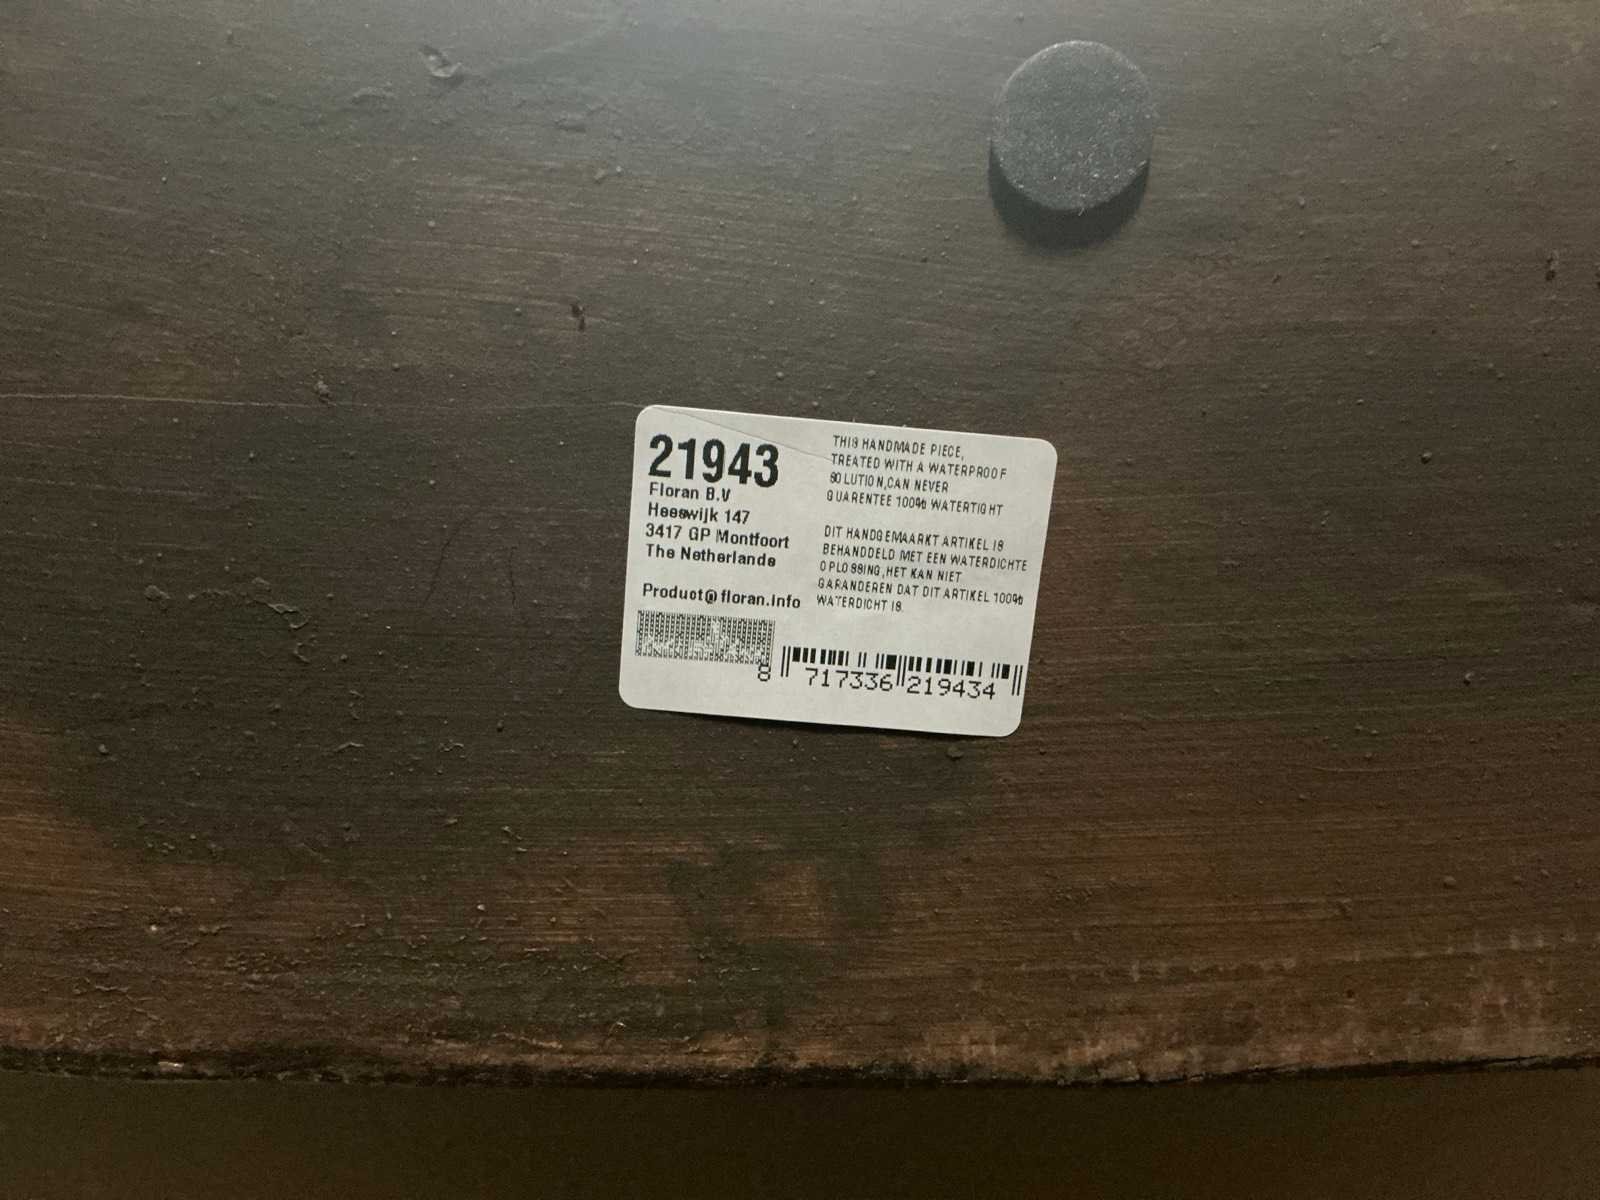 21943
Floran B.V
Heeswijk 147
3417 GP Montfoort
The Netherlands
Product@floran.info
THIS HANDMADE PIECE,
TREATED WITH A WATERPROOF
SOLUTION,CAN NEVER
GUARENTEE 100% WATERTIGHT
DIT HANDGEMAARKT ARTIKEL IS
BEHANDDELD MET EEN WATERDICHTE
OPLOSSING,HET KAN NIET
GARANDEREN DAT DIT ARTIKEL 100%
WATERDICHT IS.
8 717336 219434